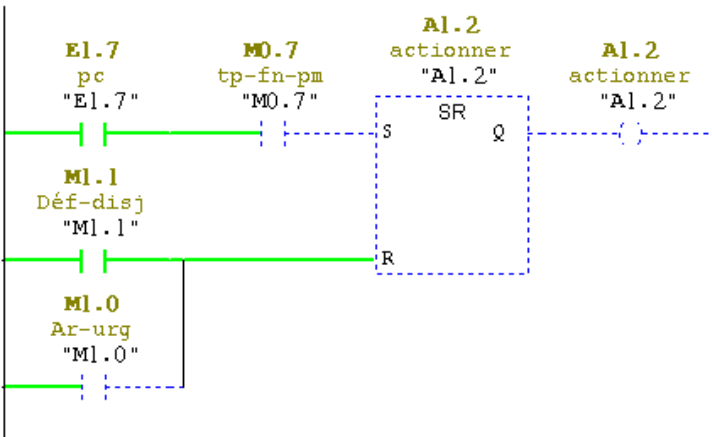 A1.2
E1.7 M0.7 actionner A1.2
pc tp-fn-pm "A1.2" actionner
"E1.7" "M0.7" SR "A1.2"
S Q
M1.1
Déf-disj
"M1.1"
R
M1.0
Ar-urg
"M1.0"